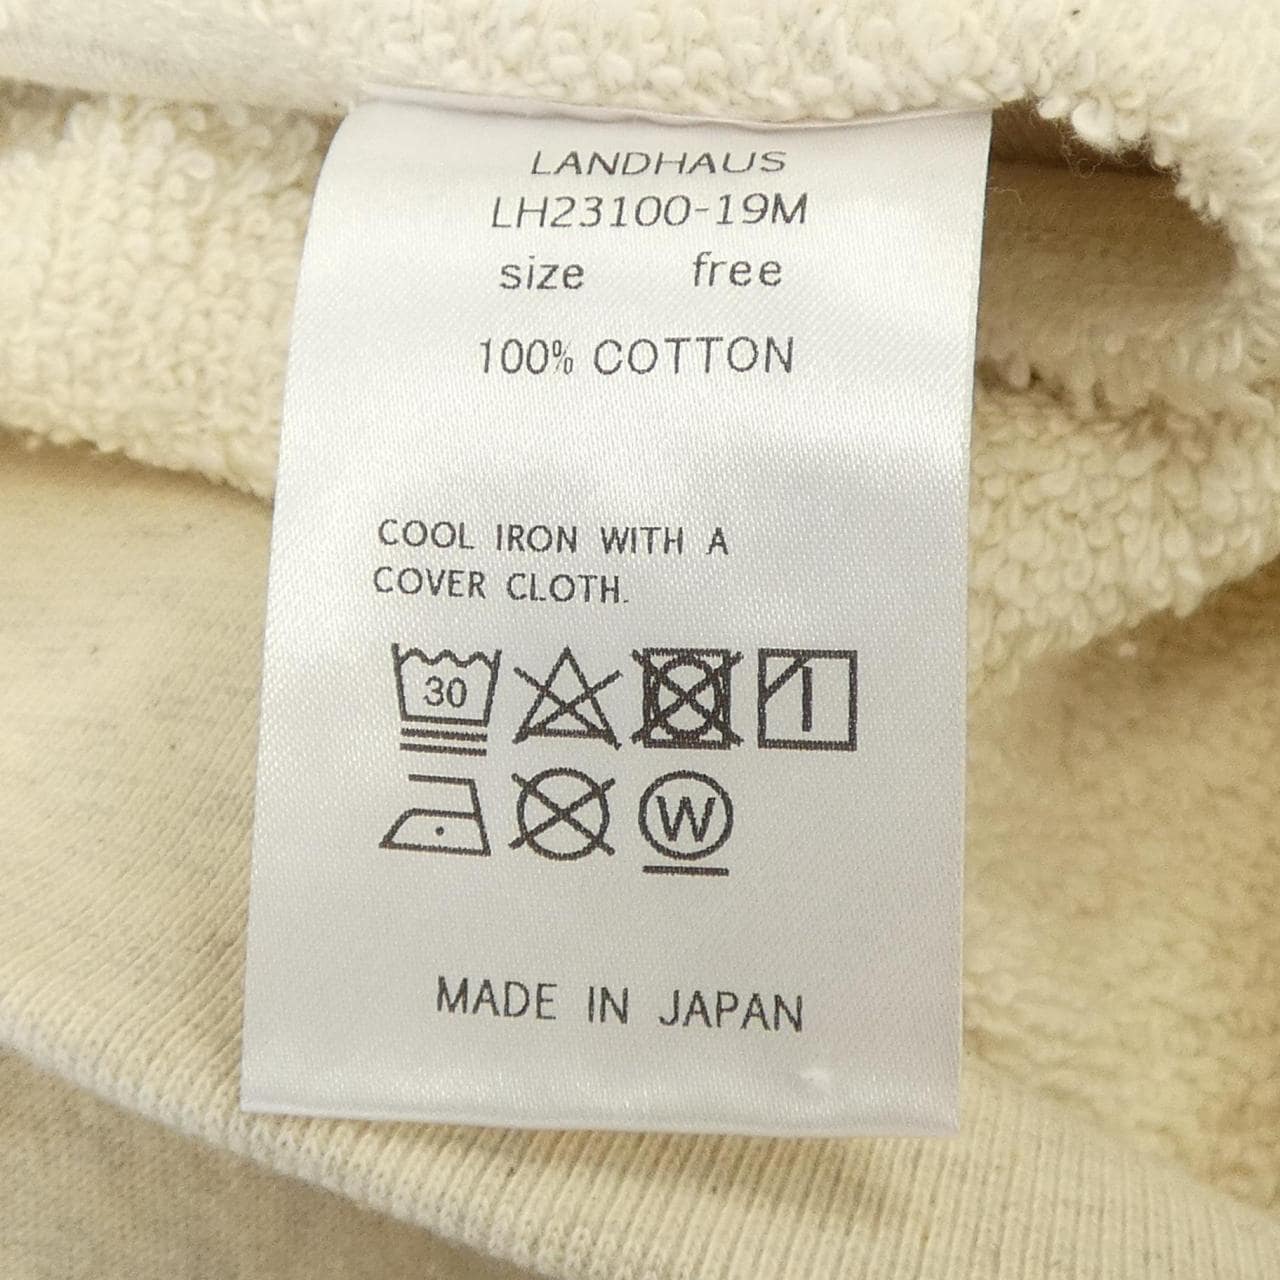 LANDHAUS
LH23100-19M
size free
100% COTTON
COOL IRON WITH A
COVER CLOTH.
30
W
MADE IN JAPAN